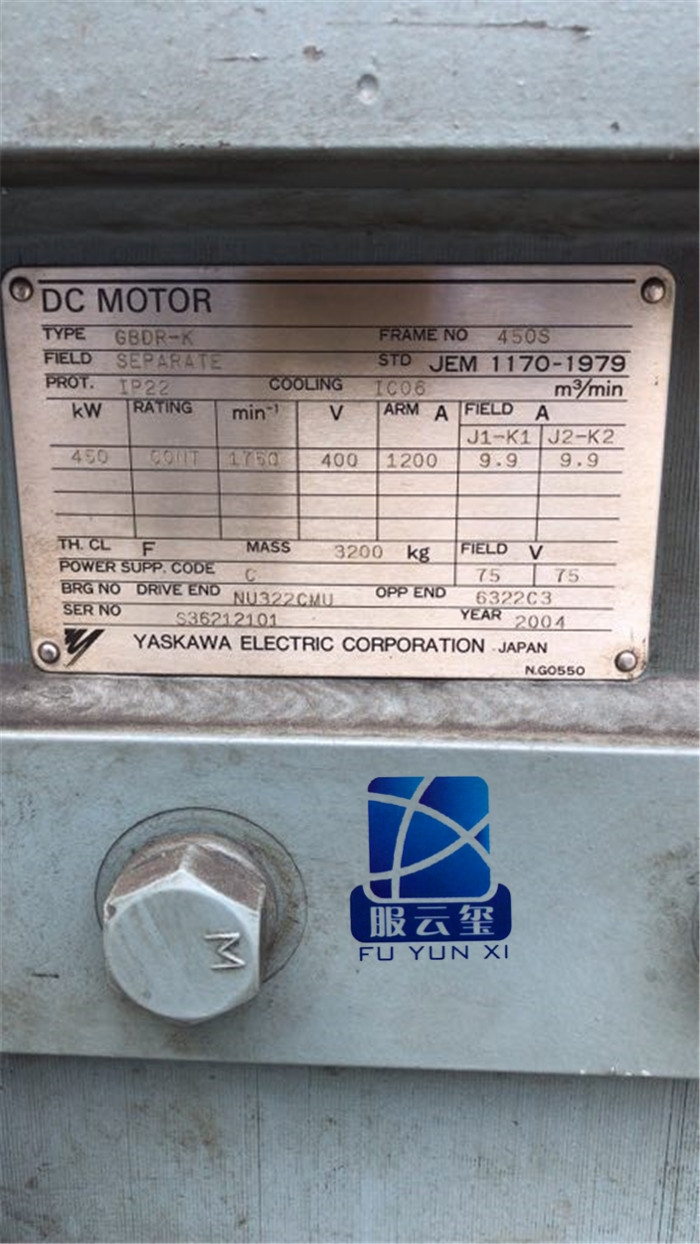 DC MOTOR
TYPE GBDR-K FRAME NO 450S
FIELD SEPARATE STD JEM 1170-1979
PROT. IP22 COOLING IC06 m³/min
kW RATING min⁻¹ V ARM A FIELD A
J1-K1 J2-K2
450 CONT 1750 400 1200 9.9 9.9
TH. CL F MASS 3200 kg FIELD V
POWER SUPP. CODE C 75 75
BRG NO DRIVE END NU322CMU OPP END 6322C3
SER NO S36212101 YEAR 2004
YASKAWA ELECTRIC CORPORATION JAPAN
N.G0550
M
服云玺
FU YUN XI